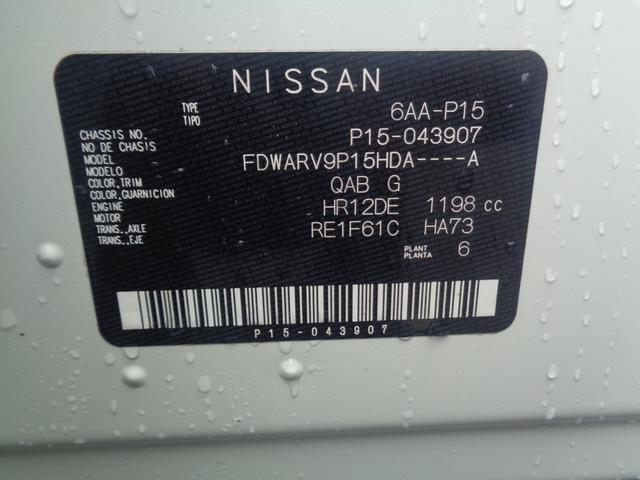 NISSAN
TYPE
TIPO 6AA-P15
CHASSIS NO. P15-043907
NO DE CHASIS
MODEL FDWARV9P15HDA----A
MODELO
COLOR,TRIM QAB G
COLOR,GUARNICION
ENGINE HR12DE 1198 cc
MOTOR
TRANS.,AXLE RE1F61C HA73
TRANS.,EJE
PLANT
PLANTA 6
P15-043907